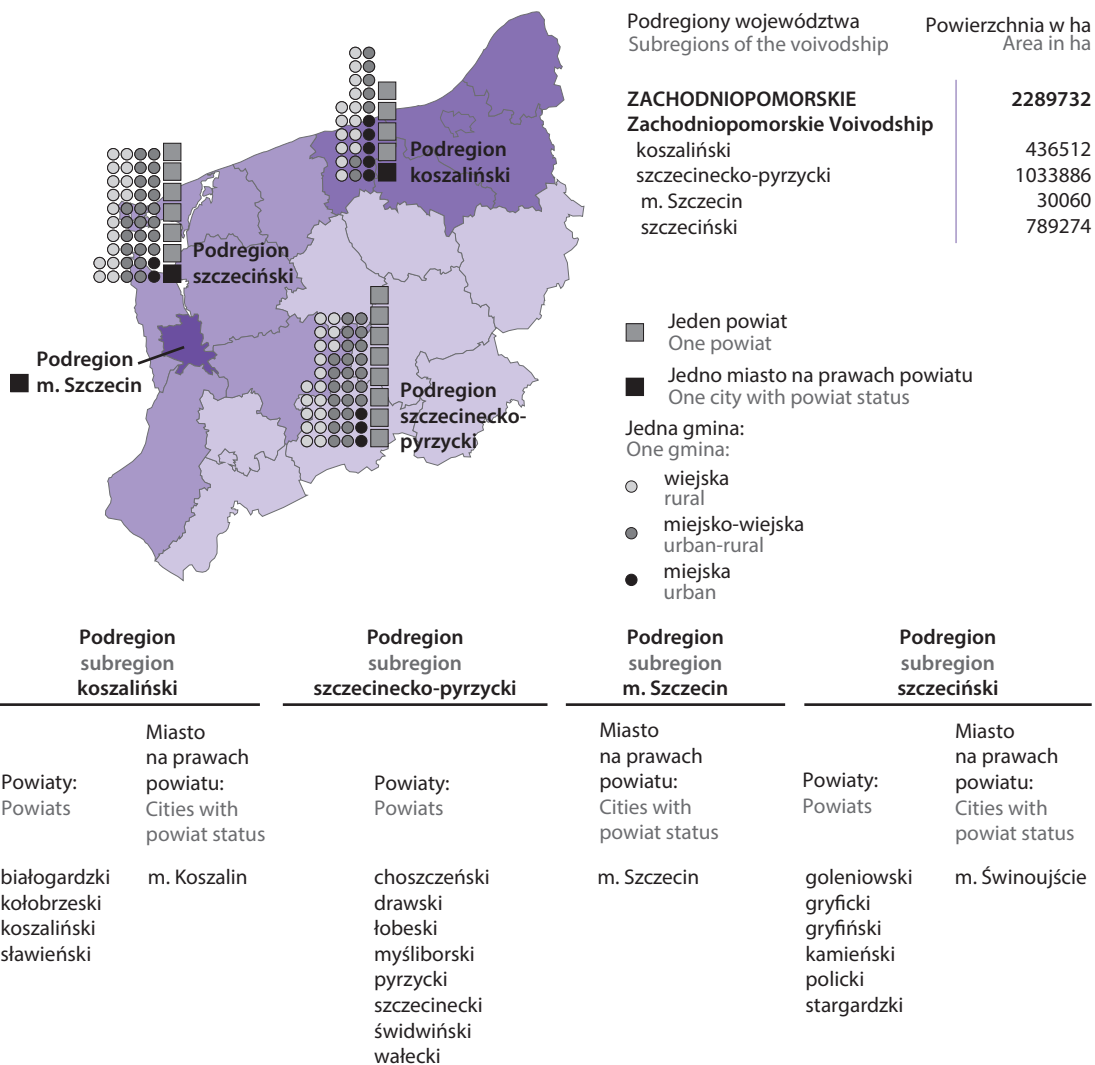 Podregiony województwa
Subregions of the voivodship
Powierzchnia w ha
Area in ha
ZACHODNIOPOMORSKIE 2289732
Zachodniopomorskie Voivodship
koszaliński 436512
szczecinecko-pyrzycki 1033886
m. Szczecin 30060
szczeciński 789274
Podregion
koszaliński
Podregion
szczeciński
Podregion
m. Szczecin
Podregion
szczecinecko-
pyrzycki
Jeden powiat
One powiat
Jedno miasto na prawach powiatu
One city with powiat status
Jedna gmina:
One gmina:
wiejska
rural
miejsko-wiejska
urban-rural
miejska
urban
Podregion
subregion
koszaliński
Powiaty:
Powiats
białogardzki
kołobrzeski
koszaliński
sławieński
Miasto
na prawach
powiatu:
Cities with
powiat status
m. Koszalin
Podregion
subregion
szczecinecko-pyrzycki
Powiaty:
Powiats
choszczeński
drawski
łobeski
myśliborski
pyrzycki
szczecinecki
świdwiński
wałecki
Podregion
subregion
m. Szczecin
Miasto
na prawach
powiatu:
Cities with
powiat status
m. Szczecin
Podregion
subregion
szczeciński
Powiaty:
Powiats
goleniowski
gryficki
gryfiński
kamieński
policki
stargardzki
Miasto
na prawach
powiatu:
Cities with
powiat status
m. Świnoujście